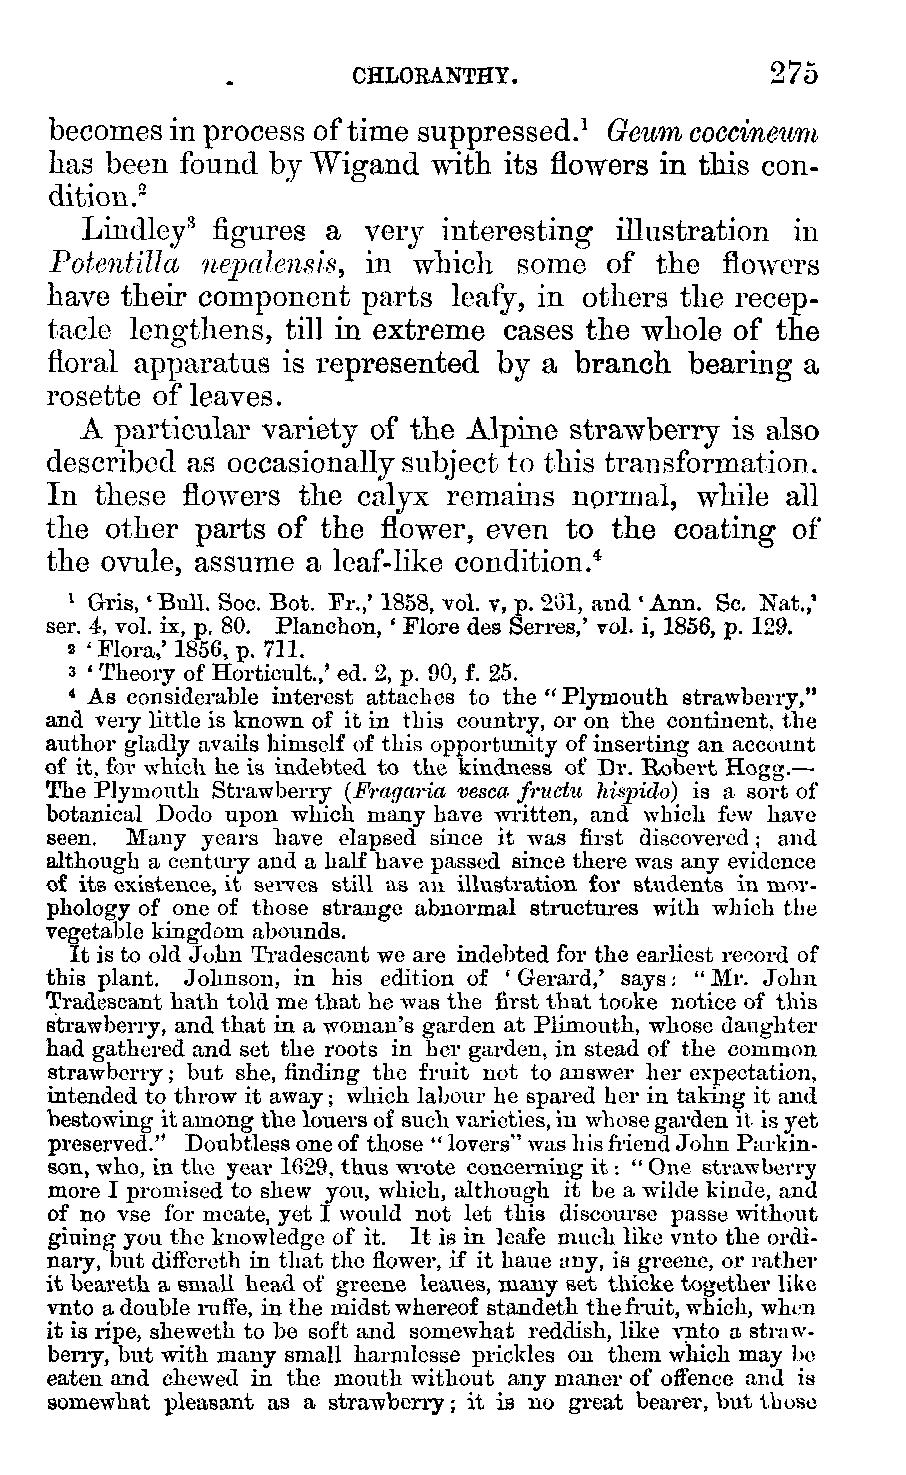 CHLORANTHY. 275
becomes in process of time suppressed.¹ Geum coccineum
has been found by Wigand with its flowers in this con-
dition.²
Lindley³ figures a very interesting illustration in
Potentilla nepalensis, in which some of the flowers
have their component parts leafy, in others the recep-
tacle lengthens, till in extreme cases the whole of the
floral apparatus is represented by a branch bearing a
rosette of leaves.
A particular variety of the Alpine strawberry is also
described as occasionally subject to this transformation.
In these flowers the calyx remains normal, while all
the other parts of the flower, even to the coating of
the ovule, assume a leaf-like condition.⁴
¹ Gris, ‘Bull. Soc. Bot. Fr.,’ 1858, vol. v, p. 261, and ‘Ann. Sc. Nat.,’
ser. 4, vol. ix, p. 80. Planchon, ‘Flore des Serres,’ vol. i, 1856, p. 129.
² ‘Flora,’ 1856, p. 711.
³ ‘Theory of Horticult.,’ ed. 2, p. 90, f. 25.
⁴ As considerable interest attaches to the “Plymouth strawberry,”
and very little is known of it in this country, or on the continent, the
author gladly avails himself of this opportunity of inserting an account
of it, for which he is indebted to the kindness of Dr. Robert Hogg.—
The Plymouth Strawberry (Fragaria vesca fructu hispido) is a sort of
botanical Dodo upon which many have written, and which few have
seen. Many years have elapsed since it was first discovered; and
although a century and a half have passed since there was any evidence
of its existence, it serves still as an illustration for students in mor-
phology of one of those strange abnormal structures with which the
vegetable kingdom abounds.
It is to old John Tradescant we are indebted for the earliest record of
this plant. Johnson, in his edition of ‘Gerard,’ says: “Mr. John
Tradescant hath told me that he was the first that tooke notice of this
strawberry, and that in a woman’s garden at Plimouth, whose daughter
had gathered and set the roots in her garden, in stead of the common
strawberry; but she, finding the fruit not to answer her expectation,
intended to throw it away; which labour he spared her in taking it and
bestowing it among the louers of such varieties, in whose garden it is yet
preserved.” Doubtless one of those “lovers” was his friend John Parkin-
son, who, in the year 1629, thus wrote concerning it: “One strawberry
more I promised to shew you, which, although it be a wilde kinde, and
of no vse for meate, yet I would not let this discourse passe without
giuing you the knowledge of it. It is in leafe much like vnto the ordi-
nary, but differeth in that the flower, if it haue any, is greene, or rather
it beareth a small head of greene leaues, many set thicke together like
vnto a double ruffe, in the midst whereof standeth the fruit, which, when
it is ripe, sheweth to be soft and somewhat reddish, like vnto a straw-
berry, but with many small harmlesse prickles on them which may be
eaten and chewed in the mouth without any maner of offence and is
somewhat pleasant as a strawberry; it is no great bearer, but those